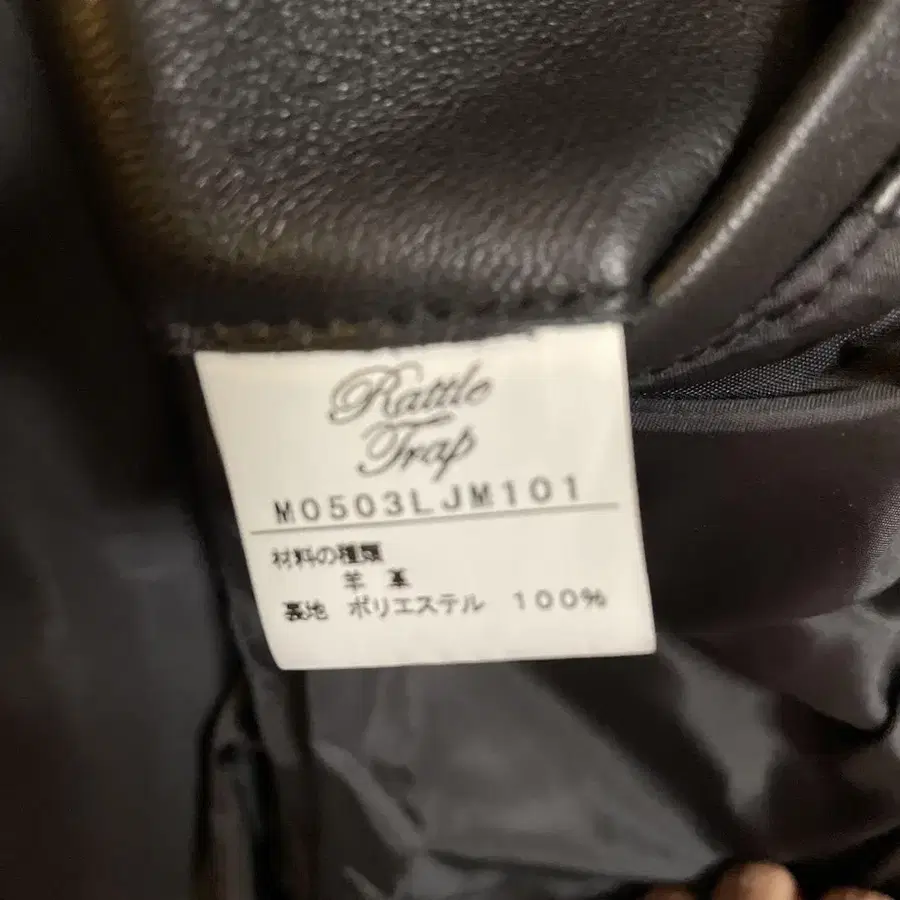 Rattle
Trap
M0503LJM101
材料の種類
羊 革
裏地 ポリエステル 100%